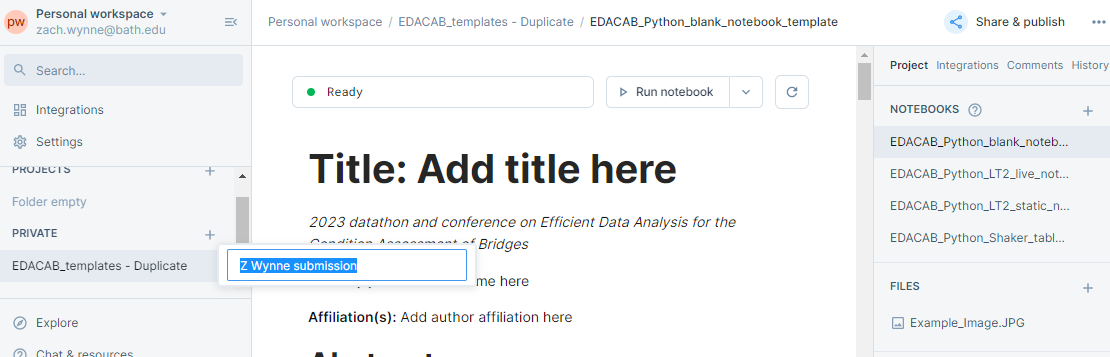 pw
Personal workspace
zach.wynne@bath.edu
Search...
Integrations
Settings
PROJECTS
Folder empty
PRIVATE
EDACAB_templates - Duplicate
Z Wynne submission
Explore
Chat & resources
Personal workspace / EDACAB_templates - Duplicate / EDACAB_Python_blank_notebook_template
Share & publish
Ready
Run notebook
Title: Add title here
2023 datathon and conference on Efficient Data Analysis for the
Condition Assessment of Bridges
me here
Affiliation(s): Add author affiliation here
Abstract
Project Integrations Comments History
NOTEBOOKS
EDACAB_Python_blank_noteb...
EDACAB_Python_LT2_live_not...
EDACAB_Python_LT2_static_n...
EDACAB_Python_Shaker_tabl...
FILES
Example_Image.JPG